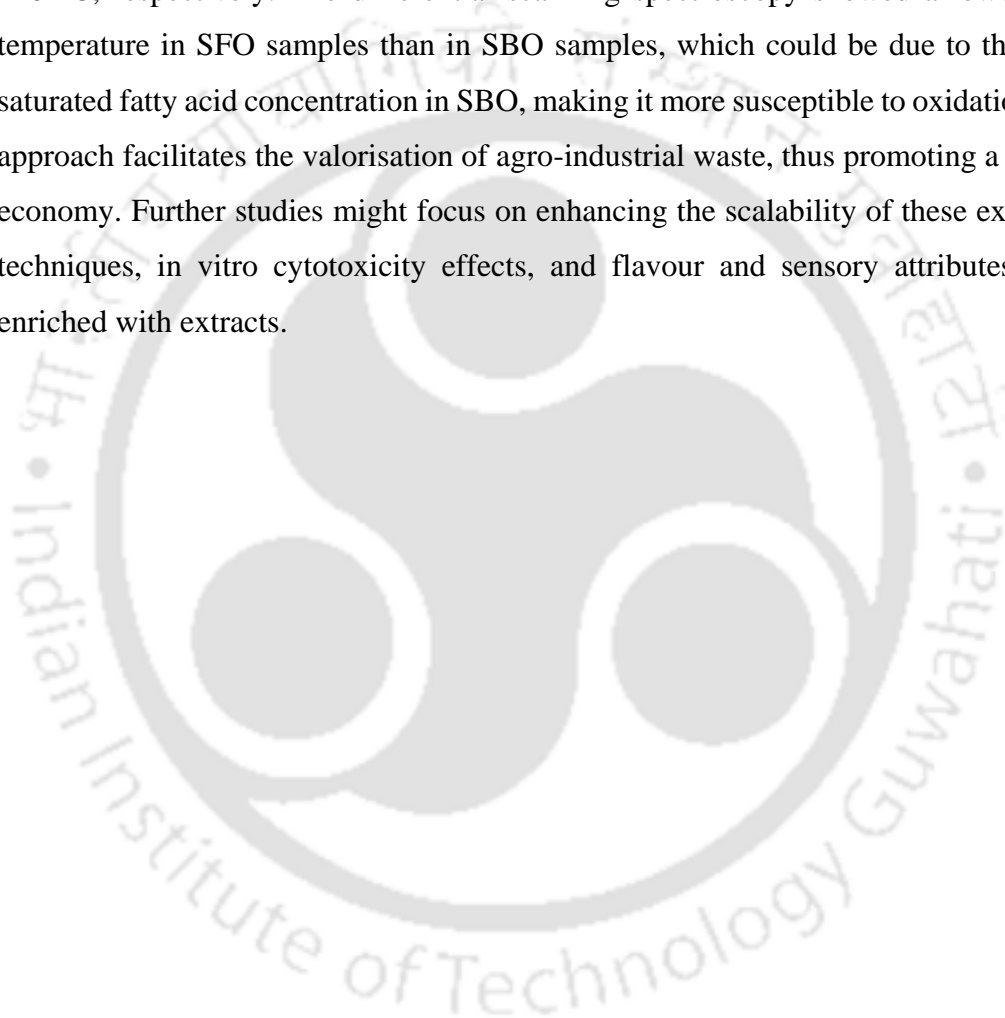 temperature in SFO samples than in SBO samples, which could be due to th
saturated fatty acid concentration in SBO, making it more susceptible to oxidati
approach facilitates the valorisation of agro-industrial waste, thus promoting a
economy. Further studies might focus on enhancing the scalability of these ex
techniques, in vitro cytotoxicity effects, and flavour and sensory attributes
enriched with extracts.
Indian Institute of Technology Guwahati